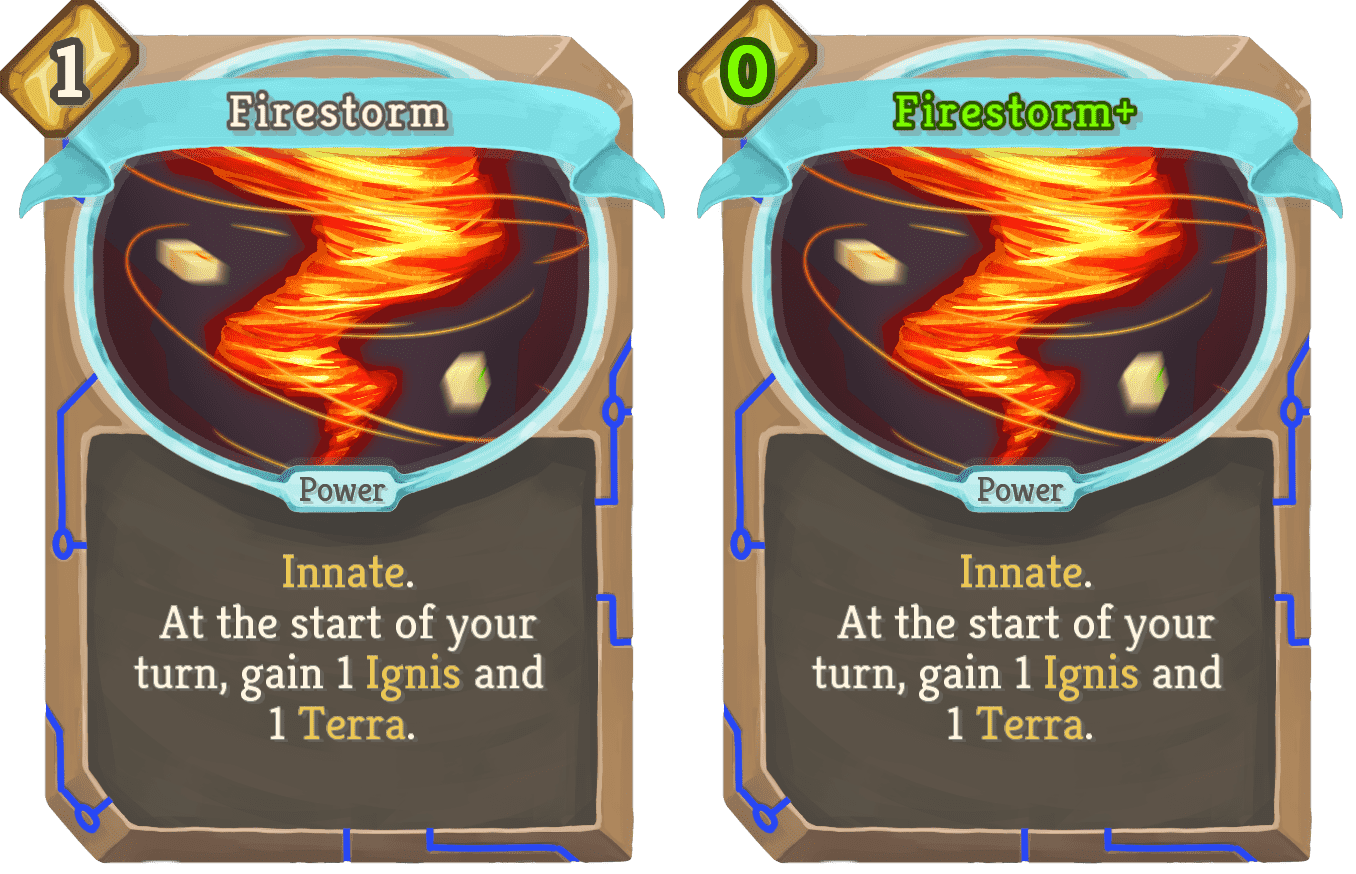 1
Firestorm
Power
Innate.
At the start of your
turn, gain 1 Ignis and
1 Terra.
0
Firestorm+
Power
Innate.
At the start of your
turn, gain 1 Ignis and
1 Terra.